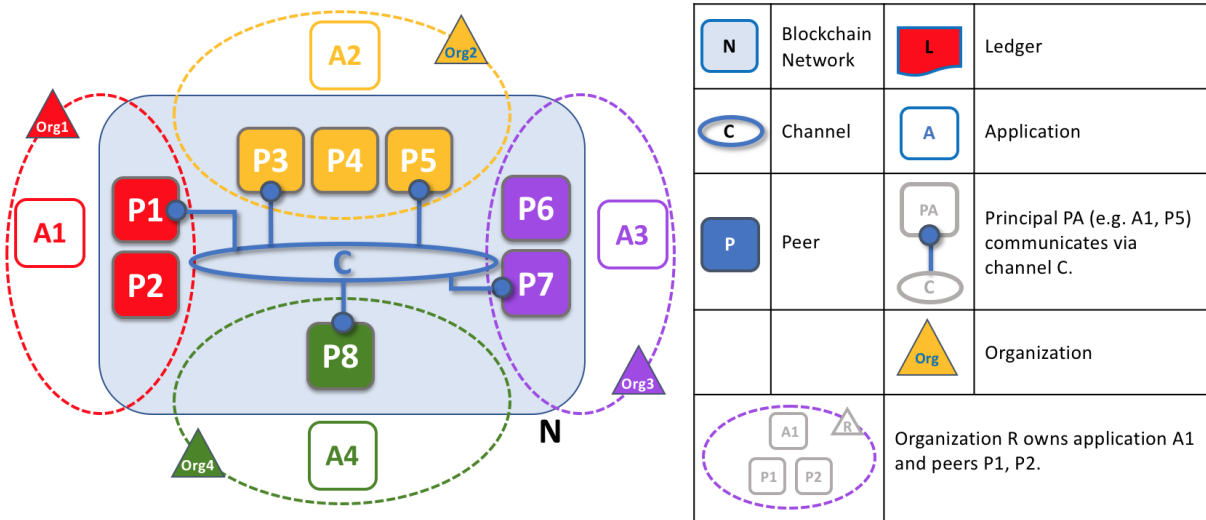 A2
Org2
Org1
P3 P4 P5
P1
P6
A1
A3
C
P2
P7
P8
Org3
N
A4
Org4
N
Blockchain
Network
L
Ledger
C
Channel
A
Application
P
Peer
PA
C
Principal PA (e.g. A1, P5)
communicates via
channel C.
Org
Organization
A1
R
P1
P2
Organization R owns application A1
and peers P1, P2.